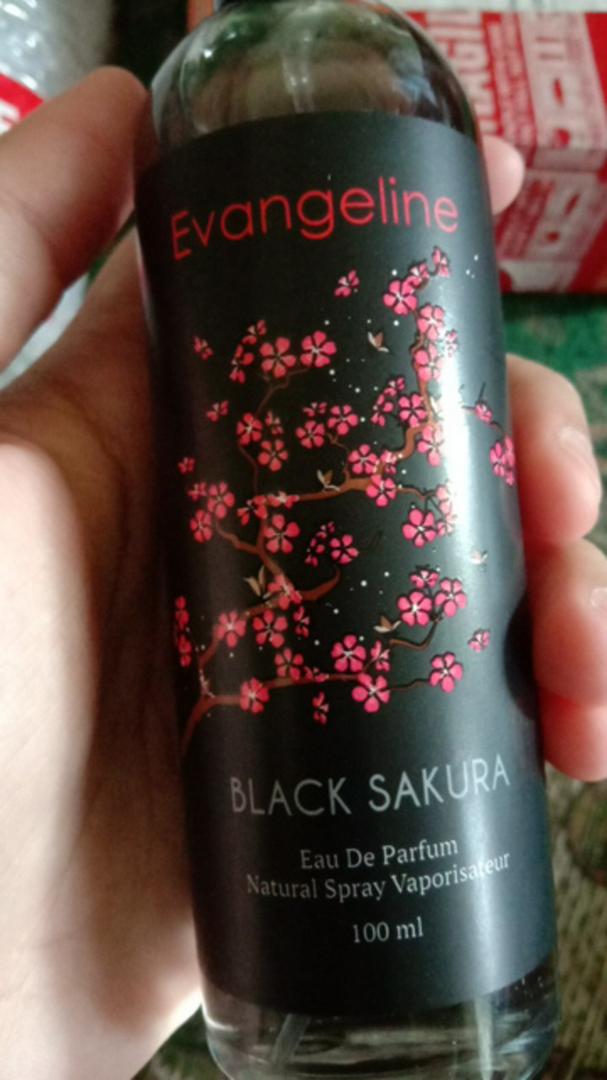 Evangeline
BLACK SAKURA
Eau De Parfum
Natural Spray Vaporisateur
100 ml